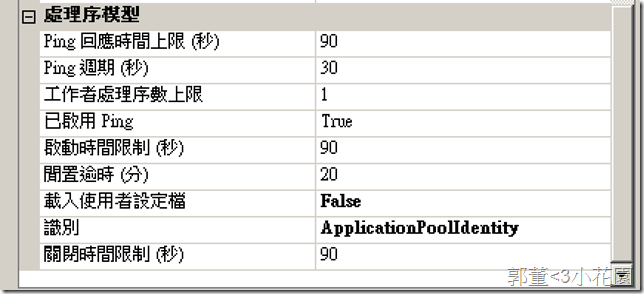 處理序模型
Ping 回應時間上限 (秒) 90
Ping 週期 (秒) 30
工作者處理序數上限 1
已啟用 Ping True
啟動時間限制 (秒) 90
閒置逾時 (分) 20
載入使用者設定檔 False
識別 ApplicationPoolIdentity
關閉時間限制 (秒) 90
郭董<3小花園